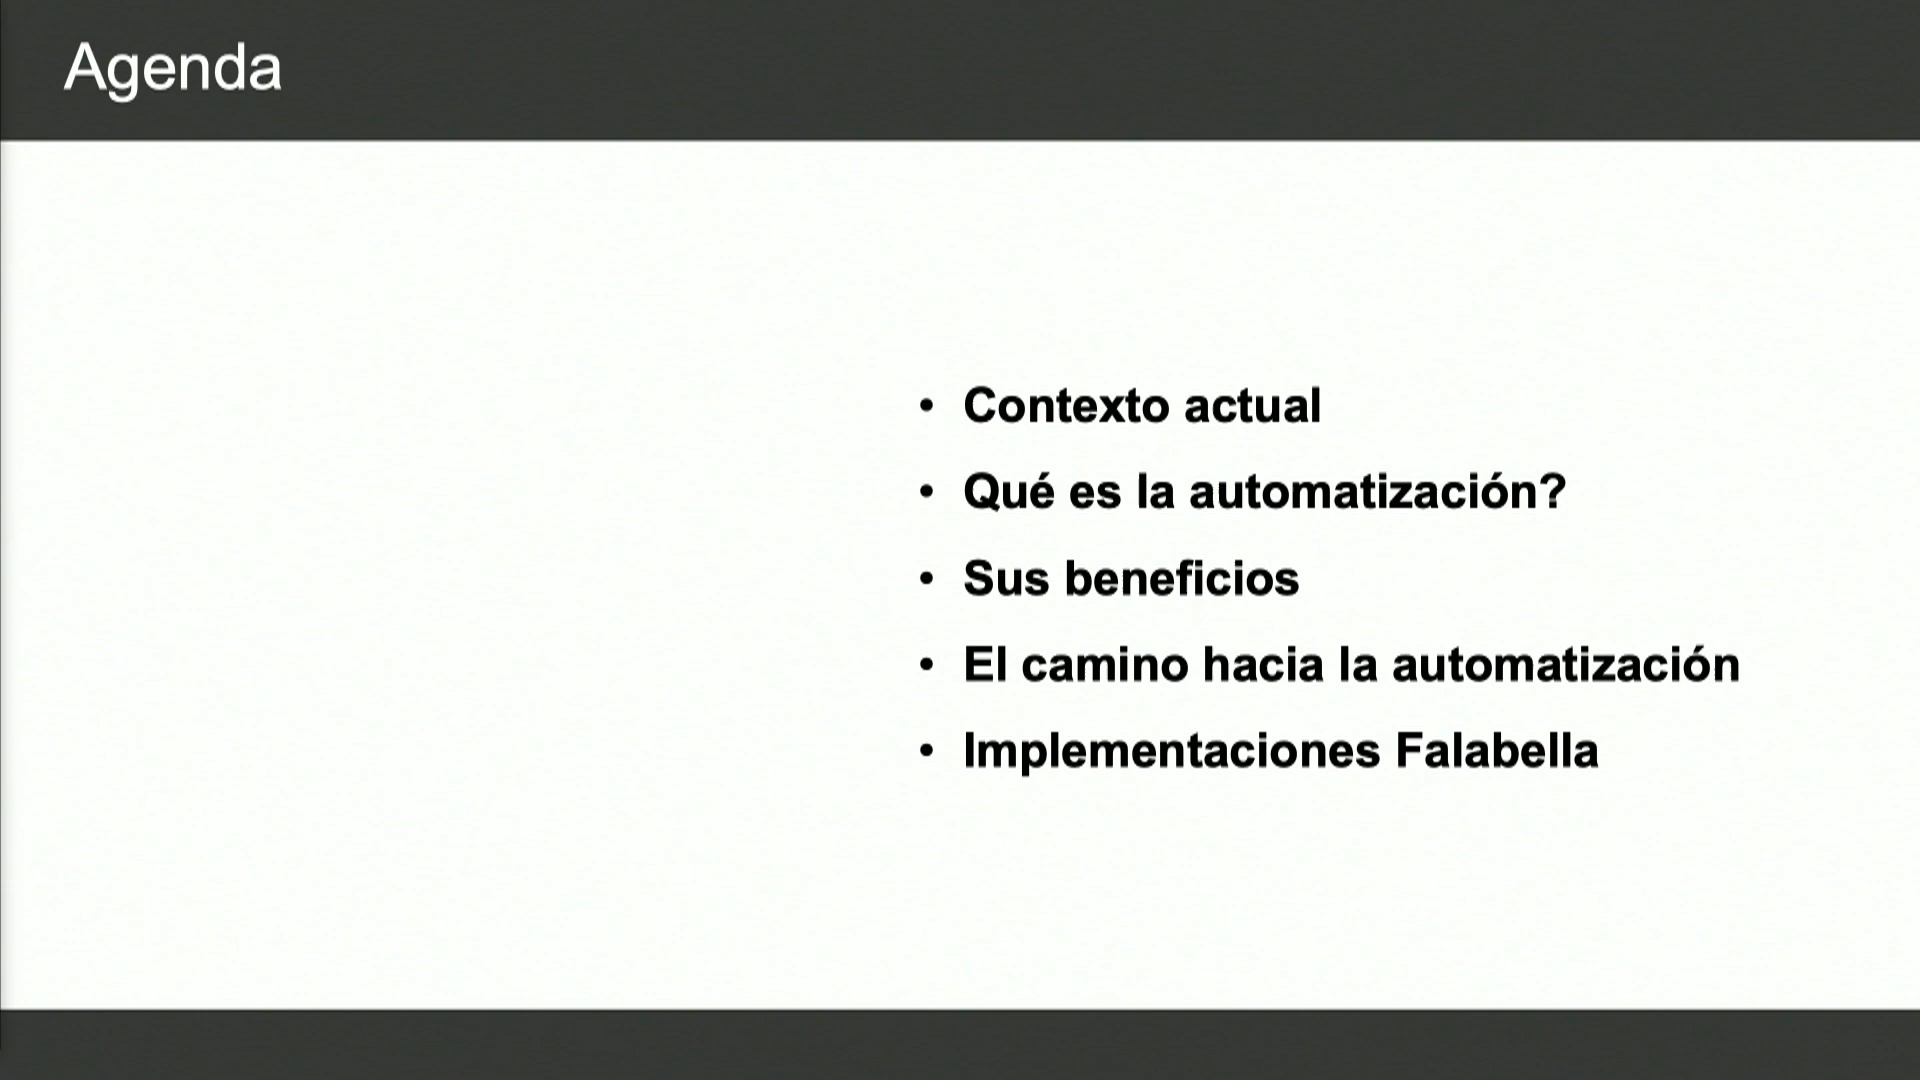 Agenda
• Contexto actual
• Qué es la automatización?
• Sus beneficios
• El camino hacia la automatización
• Implementaciones Falabella